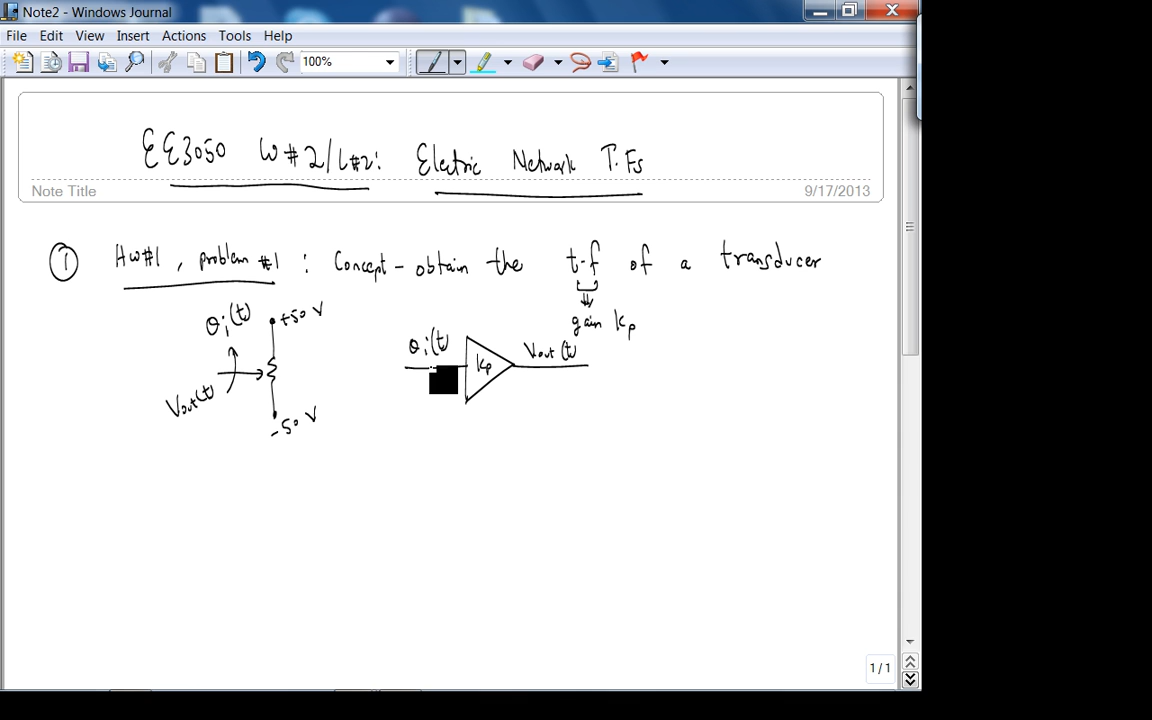 Note2 - Windows Journal
File Edit View Insert Actions Tools Help
100%
EE3050 W#2/L#2: Electric Network T.Fs
Note Title 9/17/2013
① HW#1, problem #1 : Concept - obtain the t-f of a transducer
gain Kp
θi(t) +50 V
Vout(t)
-50 V
θi(t) Kp Vout(t)
1/1